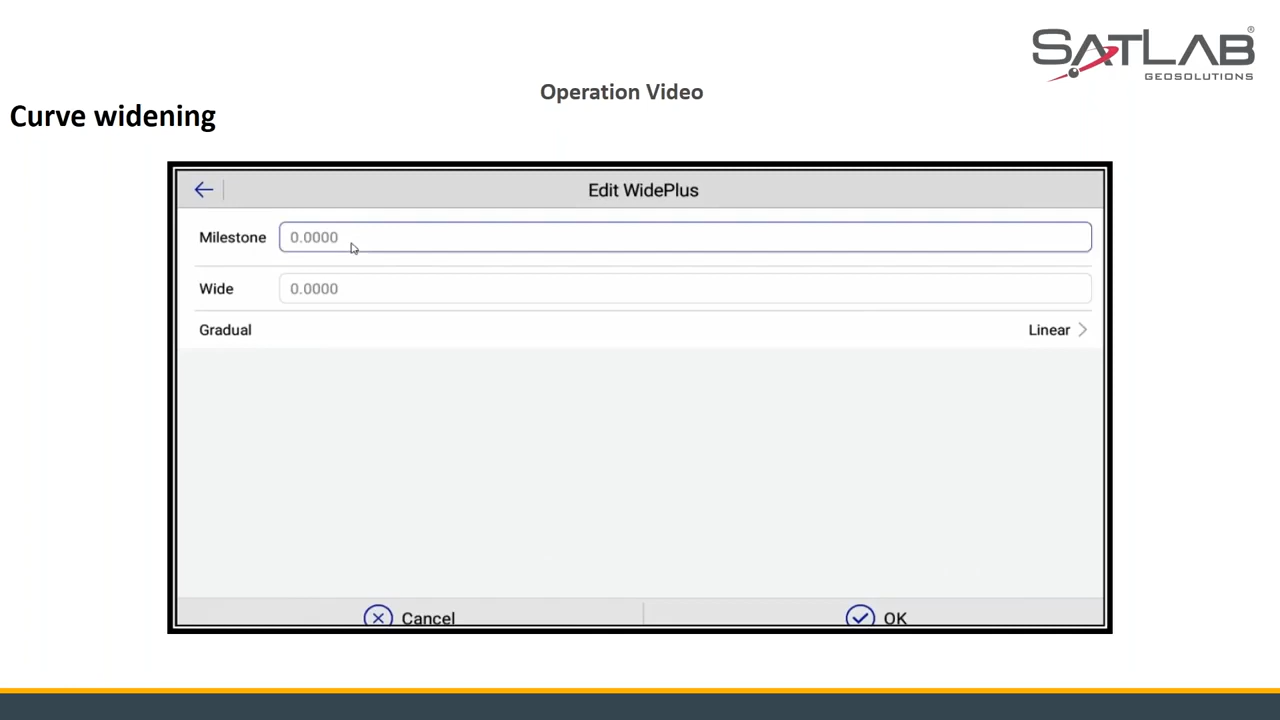 SATLAB®
GEOSOLUTIONS
Operation Video
Curve widening
Edit WidePlus
Milestone 0.0000
Wide 0.0000
Gradual Linear
Cancel OK